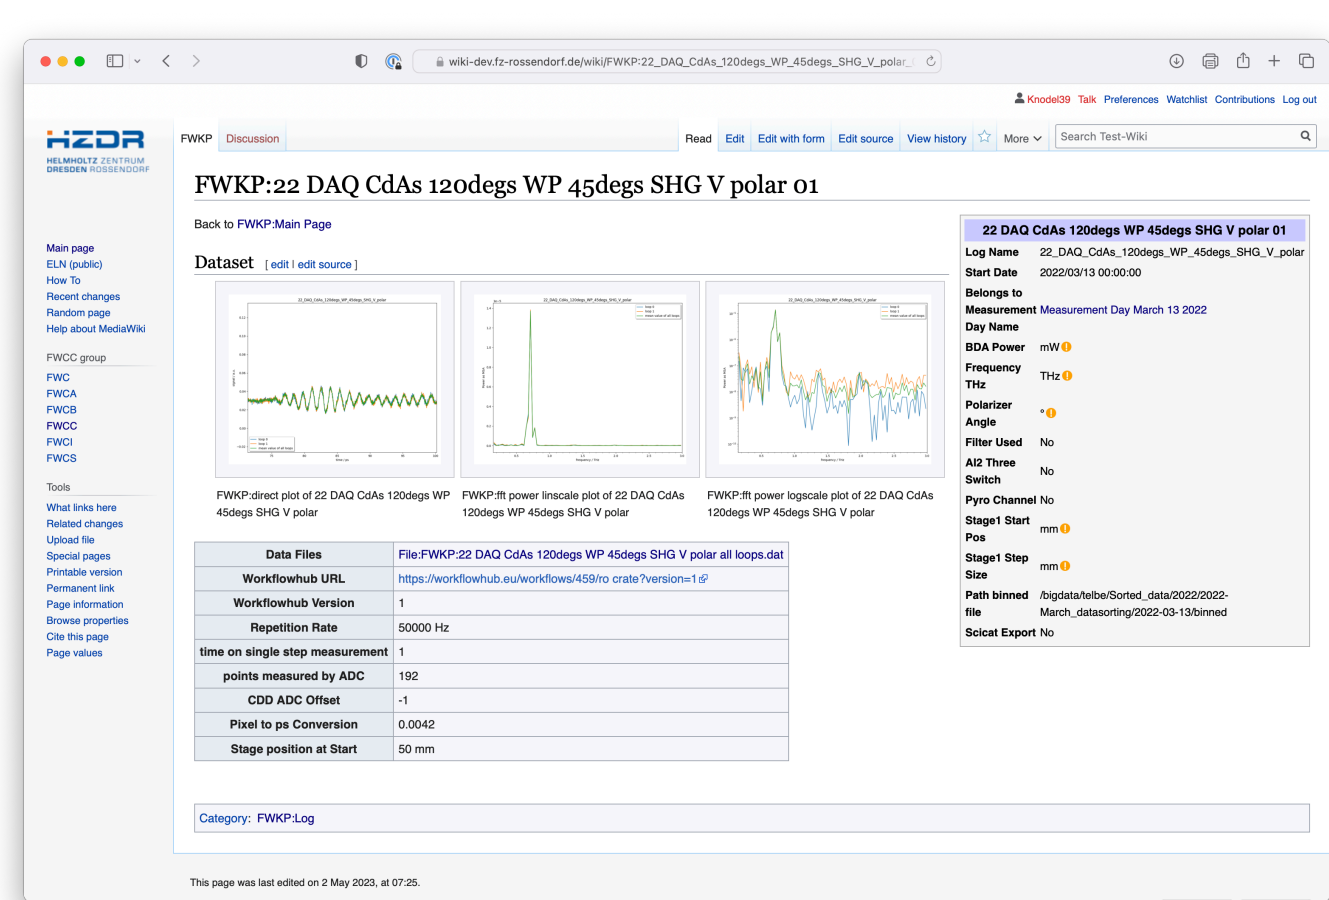 wiki-dev.fz-rossendorf.de/wiki/FWKP:22_DAQ_CdAs_120degs_WP_45degs_SHG_V_polar_
Knodel39 Talk Preferences Watchlist Contributions Log out
HZDR
HELMHOLTZ ZENTRUM
DRESDEN ROSSENDORF
FWKP Discussion Read Edit Edit with form Edit source View history More Search Test-Wiki
FWKP:22 DAQ CdAs 120degs WP 45degs SHG V polar 01
Back to FWKP:Main Page
Dataset [ edit | edit source ]
22_DAQ_CdAs_120degs_WP_45degs_SHG_V_polar
22_DAQ_CdAs_120degs_WP_45degs_SHG_V_polar
22_DAQ_CdAs_120degs_WP_45degs_SHG_V_polar
FWKP:direct plot of 22 DAQ CdAs 120degs WP
45degs SHG V polar
FWKP:fft power linscale plot of 22 DAQ CdAs
120degs WP 45degs SHG V polar
FWKP:fft power logscale plot of 22 DAQ CdAs
120degs WP 45degs SHG V polar
Data Files File:FWKP:22 DAQ CdAs 120degs WP 45degs SHG V polar all loops.dat
Workflowhub URL https://workflowhub.eu/workflows/459/ro crate?version=1
Workflowhub Version 1
Repetition Rate 50000 Hz
time on single step measurement 1
points measured by ADC 192
CDD ADC Offset -1
Pixel to ps Conversion 0.0042
Stage position at Start 50 mm
22 DAQ CdAs 120degs WP 45degs SHG V polar 01
Log Name 22_DAQ_CdAs_120degs_WP_45degs_SHG_V_polar
Start Date 2022/03/13 00:00:00
Belongs to
Measurement Measurement Day March 13 2022
Day Name
BDA Power mW
Frequency
THz THz
Polarizer
Angle °
Filter Used No
AI2 Three
Switch No
Pyro Channel No
Stage1 Start
Pos mm
Stage1 Step
Size mm
Path binned /bigdata/telbe/Sorted_data/2022/2022-
file March_datasorting/2022-03-13/binned
Scicat Export No
Main page
ELN (public)
How To
Recent changes
Random page
Help about MediaWiki
FWCC group
FWC
FWCA
FWCB
FWCC
FWCI
FWCS
Tools
What links here
Related changes
Upload file
Special pages
Printable version
Permanent link
Page information
Browse properties
Cite this page
Page values
Category: FWKP:Log
This page was last edited on 2 May 2023, at 07:25.